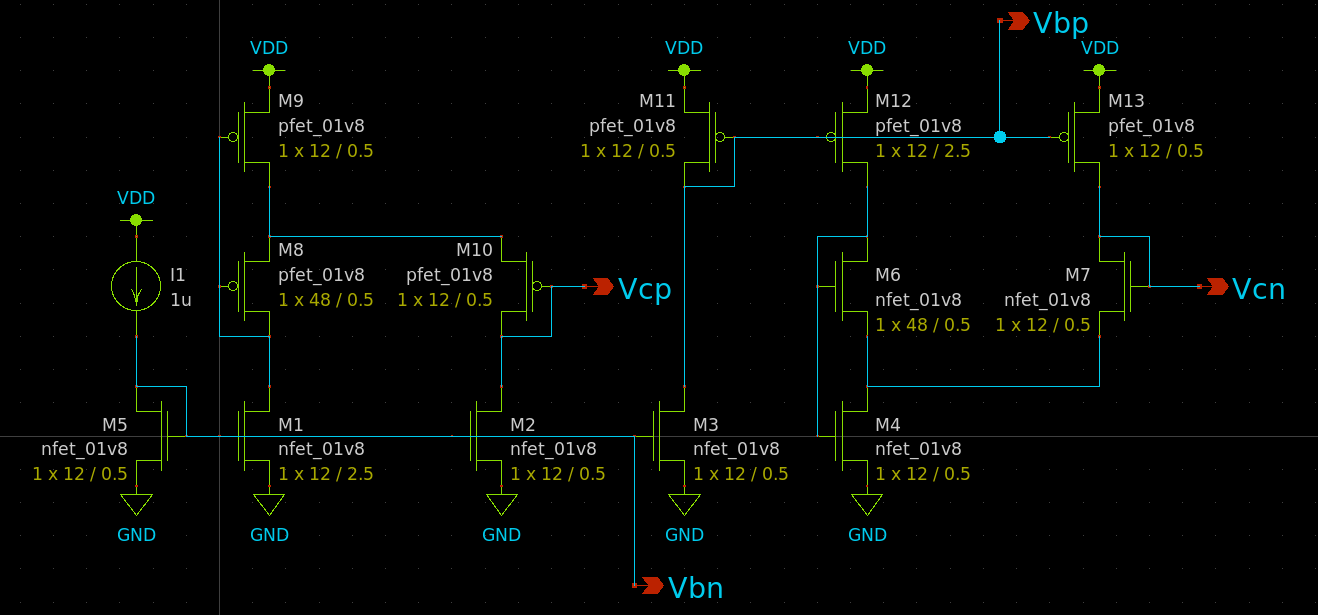 Vbp
VDD
VDD
VDD
VDD
M9
pfet_01v8
1 x 12 / 0.5
M11
pfet_01v8
1 x 12 / 0.5
M12
pfet_01v8
1 x 12 / 2.5
M13
pfet_01v8
1 x 12 / 0.5
VDD
I1
1u
M8
pfet_01v8
1 x 48 / 0.5
M10
pfet_01v8
1 x 12 / 0.5
Vcp
M6
nfet_01v8
1 x 48 / 0.5
M7
nfet_01v8
1 x 12 / 0.5
Vcn
M5
nfet_01v8
1 x 12 / 0.5
M1
nfet_01v8
1 x 12 / 2.5
M2
nfet_01v8
1 x 12 / 0.5
M3
nfet_01v8
1 x 12 / 0.5
M4
nfet_01v8
1 x 12 / 0.5
GND
GND
GND
GND
GND
Vbn